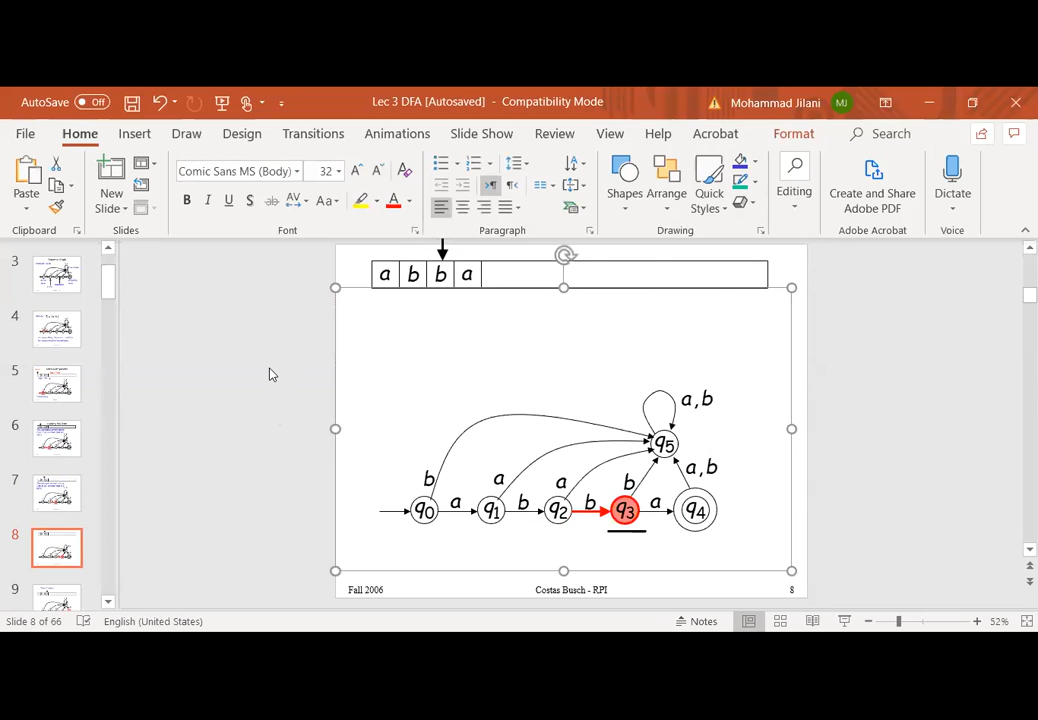 AutoSave Off Lec 3 DFA [Autosaved] - Compatibility Mode Mohammad Jilani MJ
File Home Insert Draw Design Transitions Animations Slide Show Review View Help Acrobat Format Search
Paste New Slide Comic Sans MS (Body) 32 Shapes Arrange Quick Styles Editing Create and Share Adobe PDF Dictate
B I U S ab AV Aa A
Clipboard Slides Font Paragraph Drawing Adobe Acrobat Voice
3
4
5
6
7
8
9
a b b a
a,b
q5
b a a b a,b
q0 a q1 b q2 b q3 a q4
Fall 2006 Costas Busch - RPI 8
Slide 8 of 66 English (United States) Notes 52%